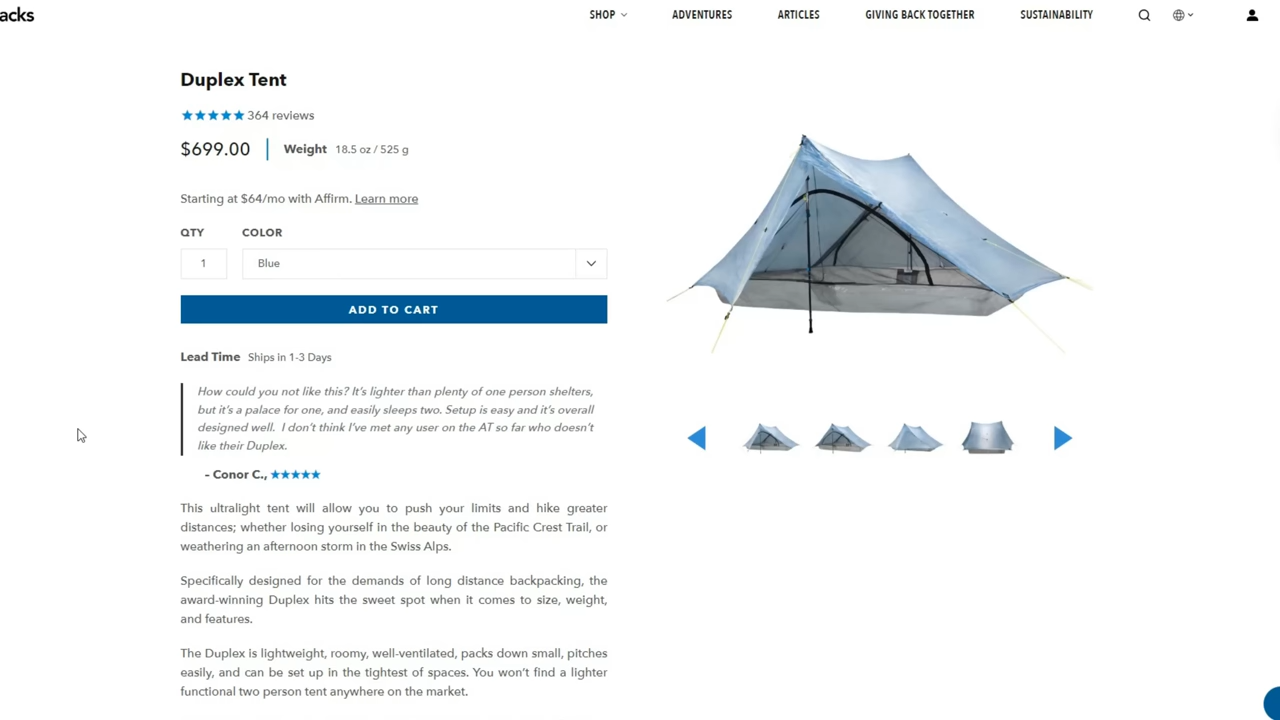 acks
SHOP
ADVENTURES
ARTICLES
GIVING BACK TOGETHER
SUSTAINABILITY
Duplex Tent
364 reviews
$699.00
Weight 18.5 oz / 525 g
Starting at $64/mo with Affirm. Learn more
QTY
COLOR
1
Blue
ADD TO CART
Lead Time Ships in 1-3 Days
How could you not like this? It's lighter than plenty of one person shelters,
but it's a palace for one, and easily sleeps two. Setup is easy and it's overall
designed well. I don't think I've met any user on the AT so far who doesn't
like their Duplex.
– Conor C., ★★★★★
This ultralight tent will allow you to push your limits and hike greater
distances; whether losing yourself in the beauty of the Pacific Crest Trail, or
weathering an afternoon storm in the Swiss Alps.
Specifically designed for the demands of long distance backpacking, the
award-winning Duplex hits the sweet spot when it comes to size, weight,
and features.
The Duplex is lightweight, roomy, well-ventilated, packs down small, pitches
easily, and can be set up in the tightest of spaces. You won't find a lighter
functional two person tent anywhere on the market.